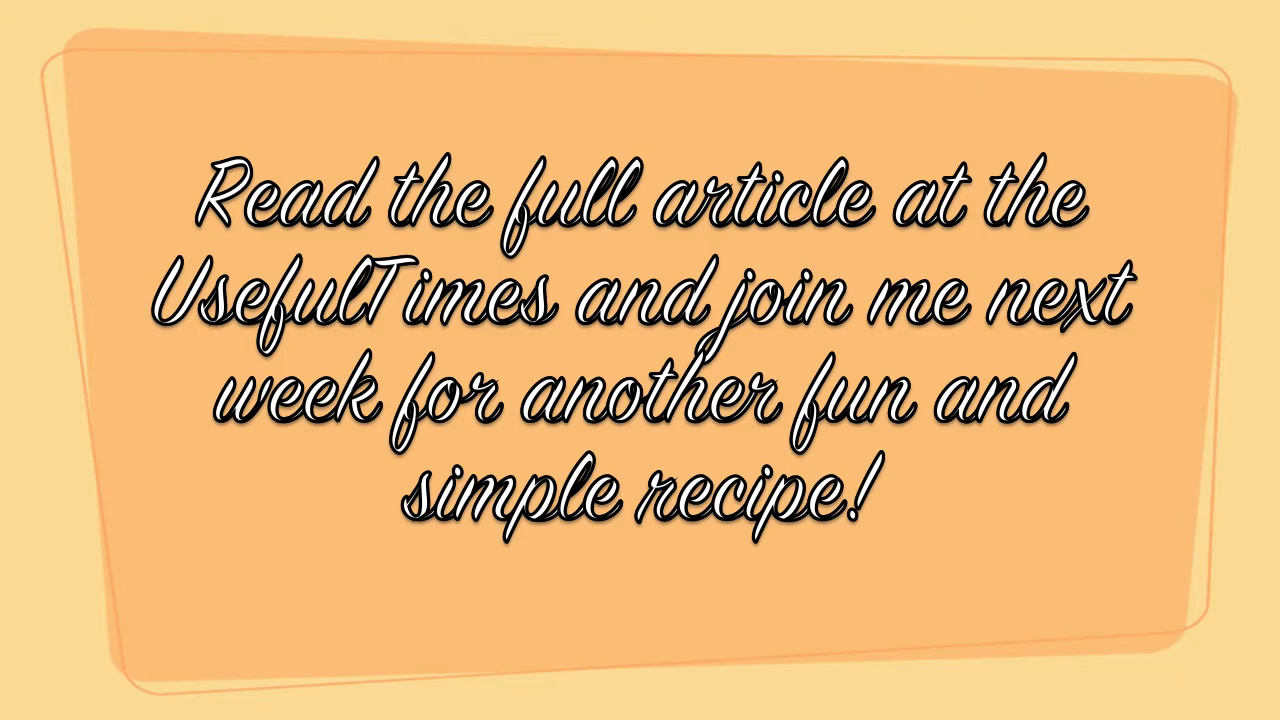 Read the full article at the
UsefulTimes and join me next
week for another fun and
simple recipe!